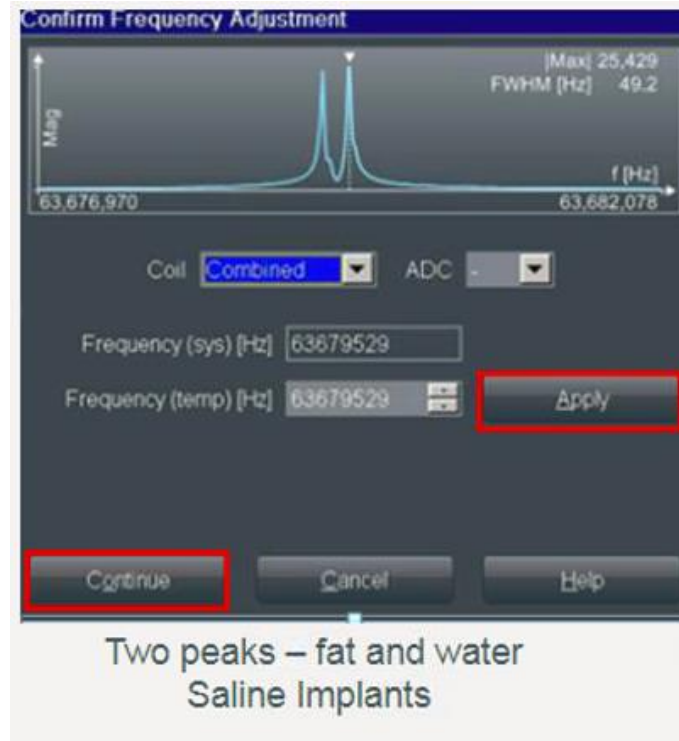 Confirm Frequency Adjustment
|Max| 25,429
FWHM [Hz] 49.2
Mag
f [Hz]
63,676,970 63,682,078
Coil Combined ADC -
Frequency (sys) [Hz] 63679529
Frequency (temp) [Hz] 63679529 Apply
Continue Cancel Help
Two peaks – fat and water
Saline Implants